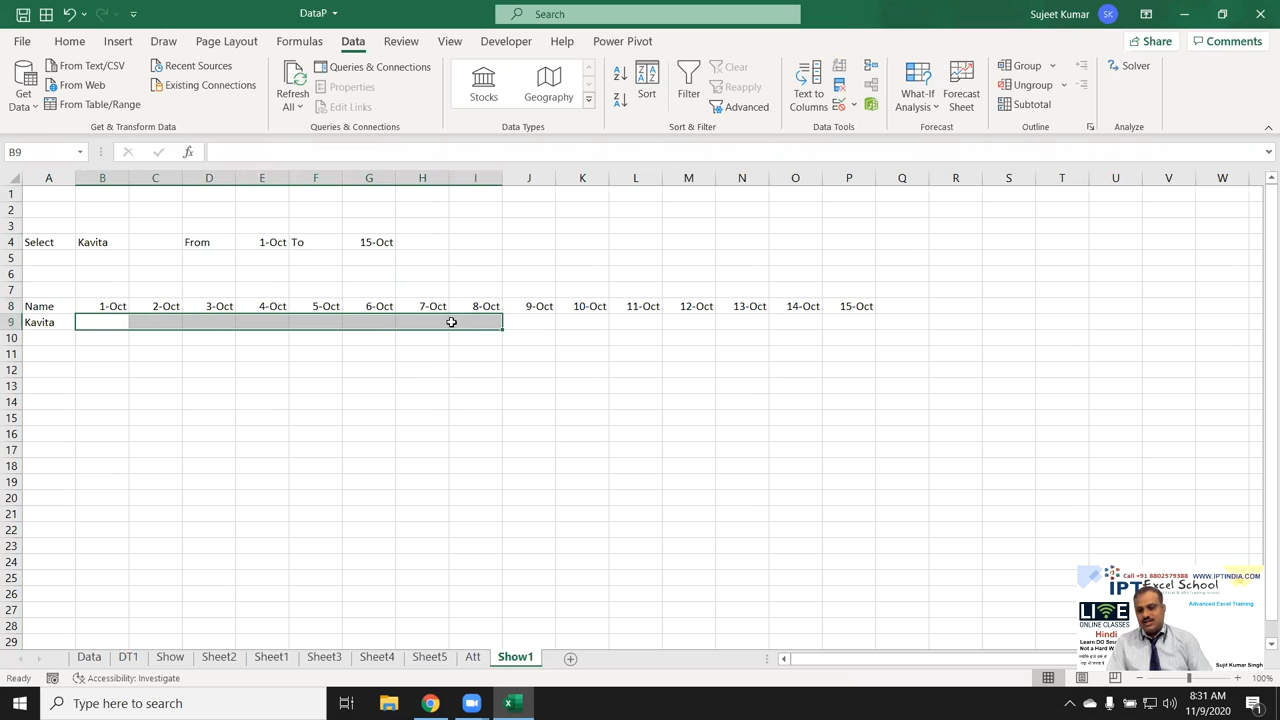 DataP
Search
Sujeet Kumar SK
File Home Insert Draw Page Layout Formulas Data Review View Developer Help Power Pivot Share Comments
Get Data
From Text/CSV
From Web
From Table/Range
Recent Sources
Existing Connections
Get & Transform Data
Refresh All
Queries & Connections
Properties
Edit Links
Queries & Connections
Stocks Geography
Data Types
Sort
Filter
Clear
Reapply
Advanced
Sort & Filter
Text to Columns
Data Tools
What-If Analysis
Forecast Sheet
Forecast
Group
Ungroup
Subtotal
Outline
Solver
Analyze
B9 fx
A B C D E F G H I J K L M N O P Q R S T U V W
1
2
3
4 Select Kavita From 1-Oct To 15-Oct
5
6
7
8 Name 1-Oct 2-Oct 3-Oct 4-Oct 5-Oct 6-Oct 7-Oct 8-Oct 9-Oct 10-Oct 11-Oct 12-Oct 13-Oct 14-Oct 15-Oct
9 Kavita
10
11
12
13
14
15
16
17
18
19
20
21
22
23
24
25
26
27
28
29
Call +91 8802579388 WWW.IPTINDIA.COM
IPT Excel School
Advanced Excel Training
LIVE
ONLINE CLASSES
Hindi
Sujit Kumar Singh
Data DT1 Show Sheet2 Sheet1 Sheet3 Sheet4 Sheet5 Att Show1
Ready Accessibility: Investigate 100%
Type here to search
8:31 AM
11/9/2020